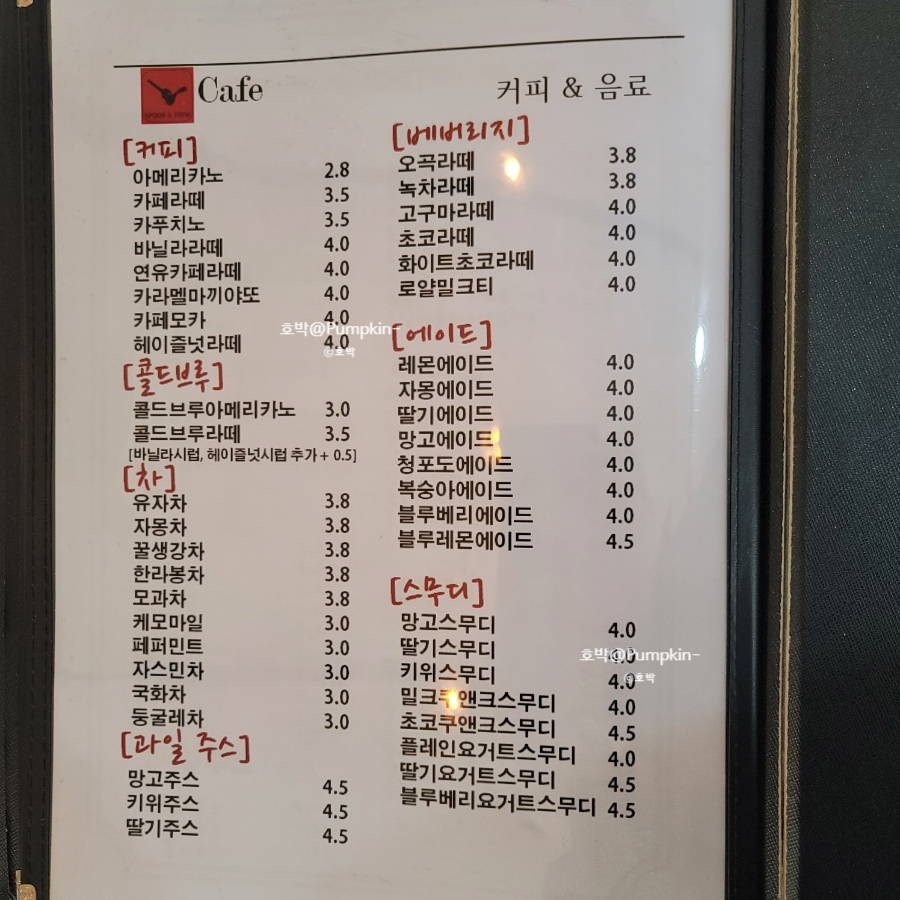 Cafe
커피 & 음료
[커피]
아메리카노 2.8
카페라떼 3.5
카푸치노 3.5
바닐라라떼 4.0
연유카페라떼 4.0
카라멜마끼야또 4.0
카페모카 4.0
헤이즐넛라떼 4.0
[콜드브루]
콜드브루아메리카노 3.0
콜드브루라떼 3.5
[바닐라시럽, 헤이즐넛시럽 추가 + 0.5]
[차]
유자차 3.8
자몽차 3.8
꿀생강차 3.8
한라봉차 3.8
모과차 3.8
케모마일 3.0
페퍼민트 3.0
자스민차 3.0
국화차 3.0
둥굴레차 3.0
[과일 주스]
망고주스 4.5
키위주스 4.5
딸기주스 4.5
[베버리지]
오곡라떼 3.8
녹차라떼 3.8
고구마라떼 4.0
초코라떼 4.0
화이트초코라떼 4.0
로얄밀크티 4.0
[에이드]
레몬에이드 4.0
자몽에이드 4.0
딸기에이드 4.0
망고에이드 4.0
청포도에이드 4.0
복숭아에이드 4.0
블루베리에이드 4.0
블루레몬에이드 4.5
[스무디]
망고스무디 4.0
딸기스무디 4.0
키위스무디 4.0
밀크쿠앤크스무디 4.0
초코쿠앤크스무디 4.5
플레인요거트스무디 4.0
딸기요거트스무디 4.5
블루베리요거트스무디 4.5
호박@Pumpkin-
©호박
호박@Pumpkin-
©호박